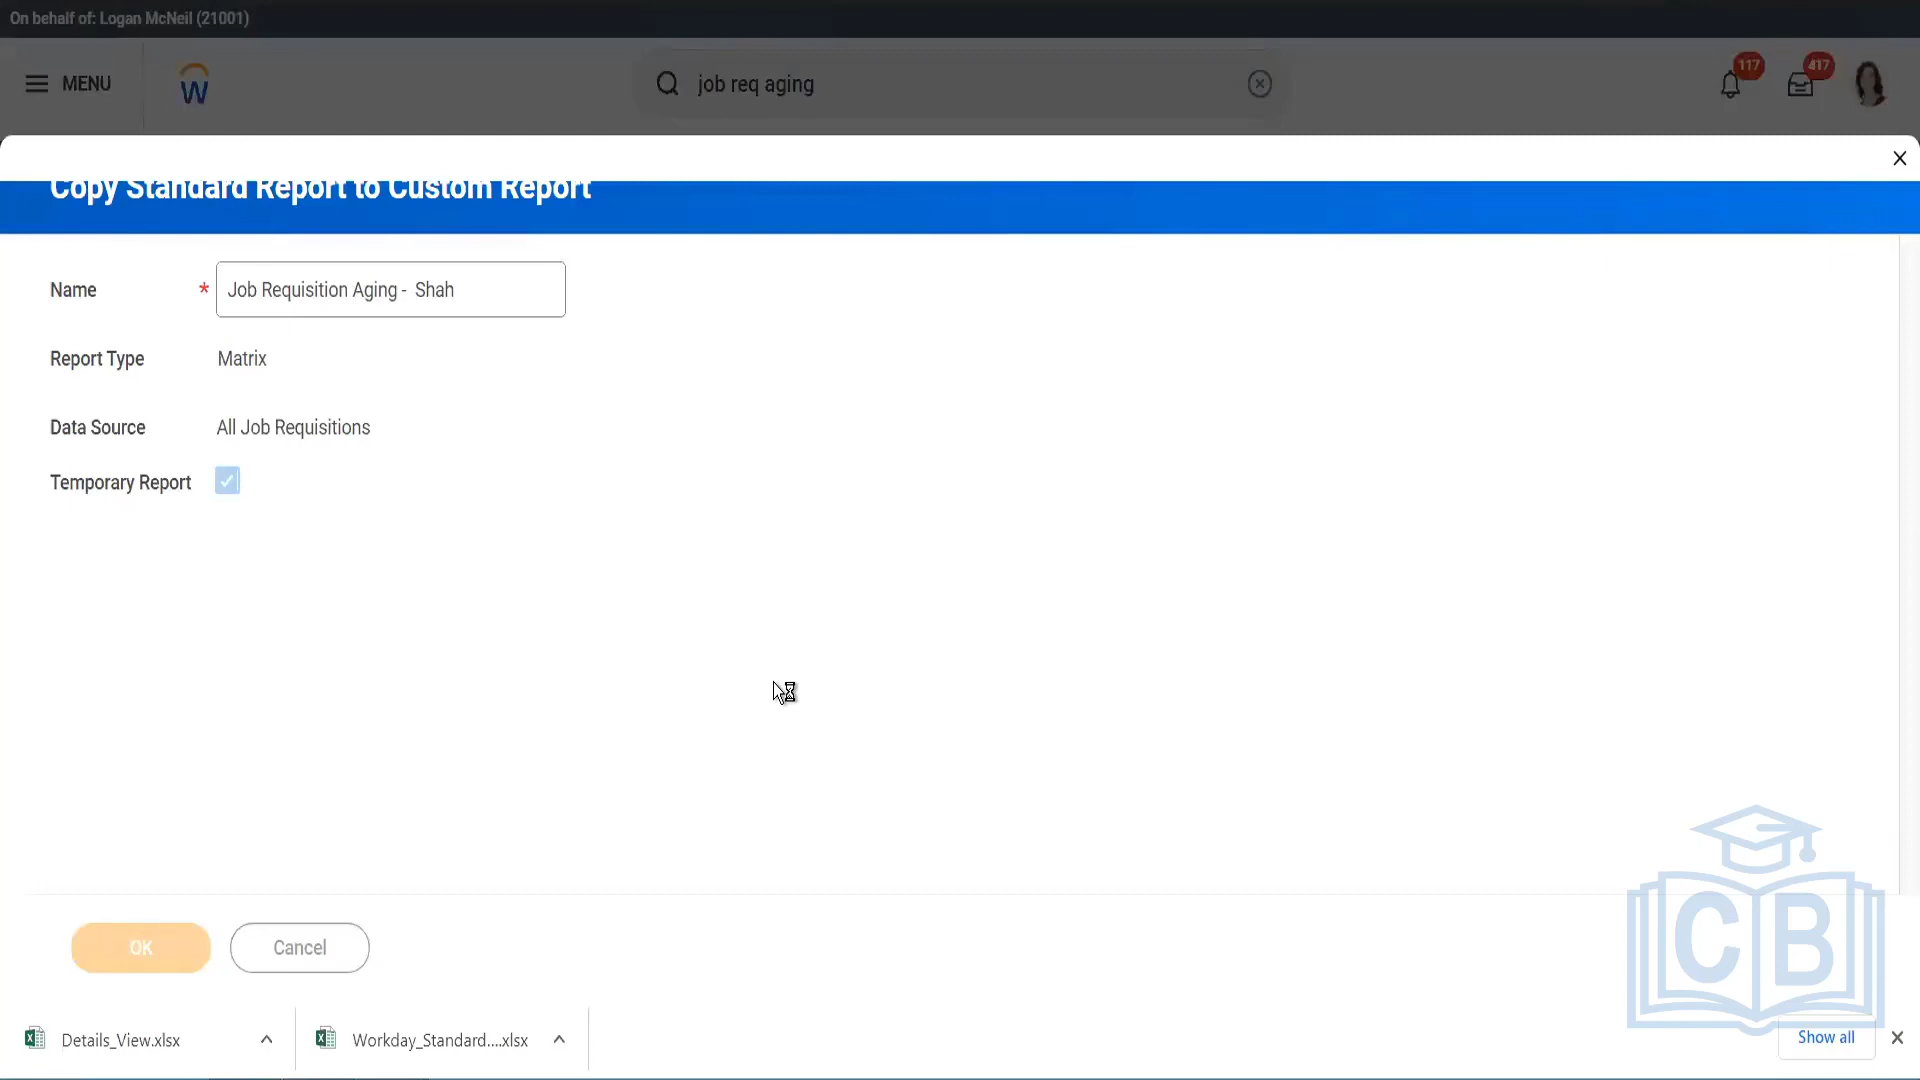 On behalf of: Logan McNeil (21001)
MENU
W
job req aging
117
417
Copy Standard Report to Custom Report
Name * Job Requisition Aging - Shah
Report Type Matrix
Data Source All Job Requisitions
Temporary Report
OK
Cancel
CB
Details_View.xlsx
Workday_Standard....xlsx
Show all